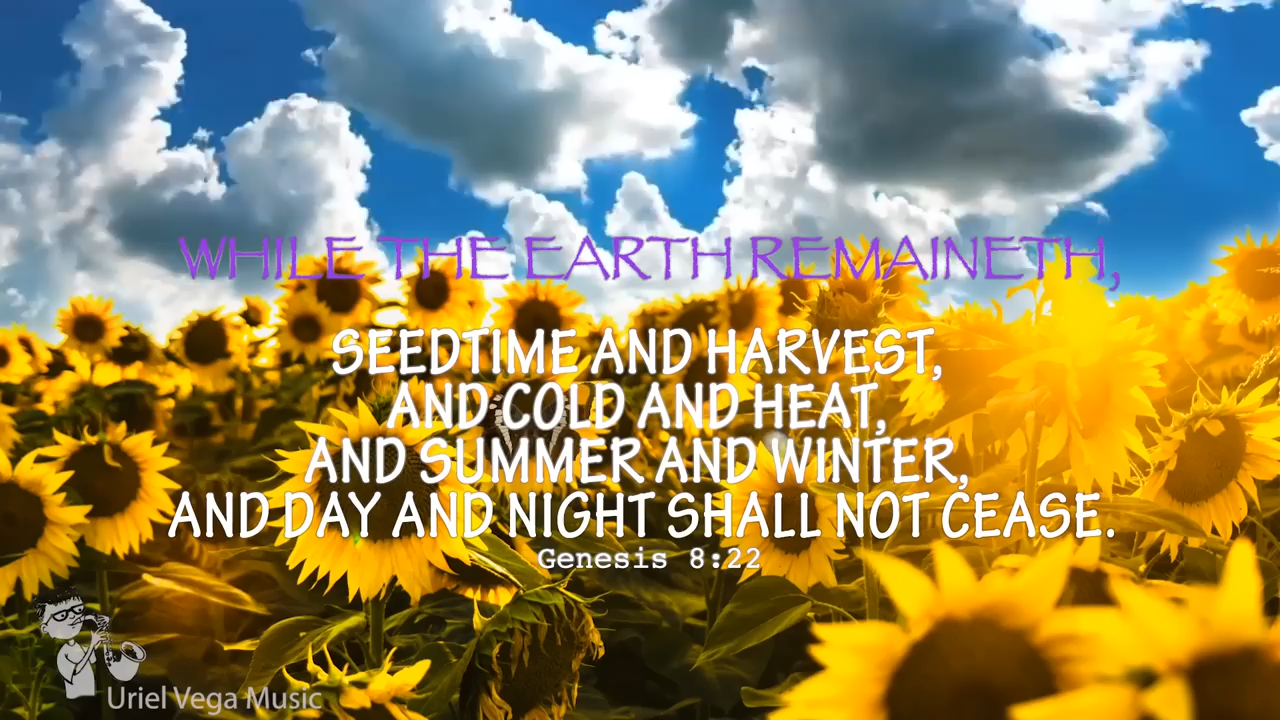 WHILE THE EARTH REMAINETH,
SEEDTIME AND HARVEST,
AND COLD AND HEAT,
AND SUMMER AND WINTER,
AND DAY AND NIGHT SHALL NOT CEASE.
Genesis 8:22
Uriel Vega Music